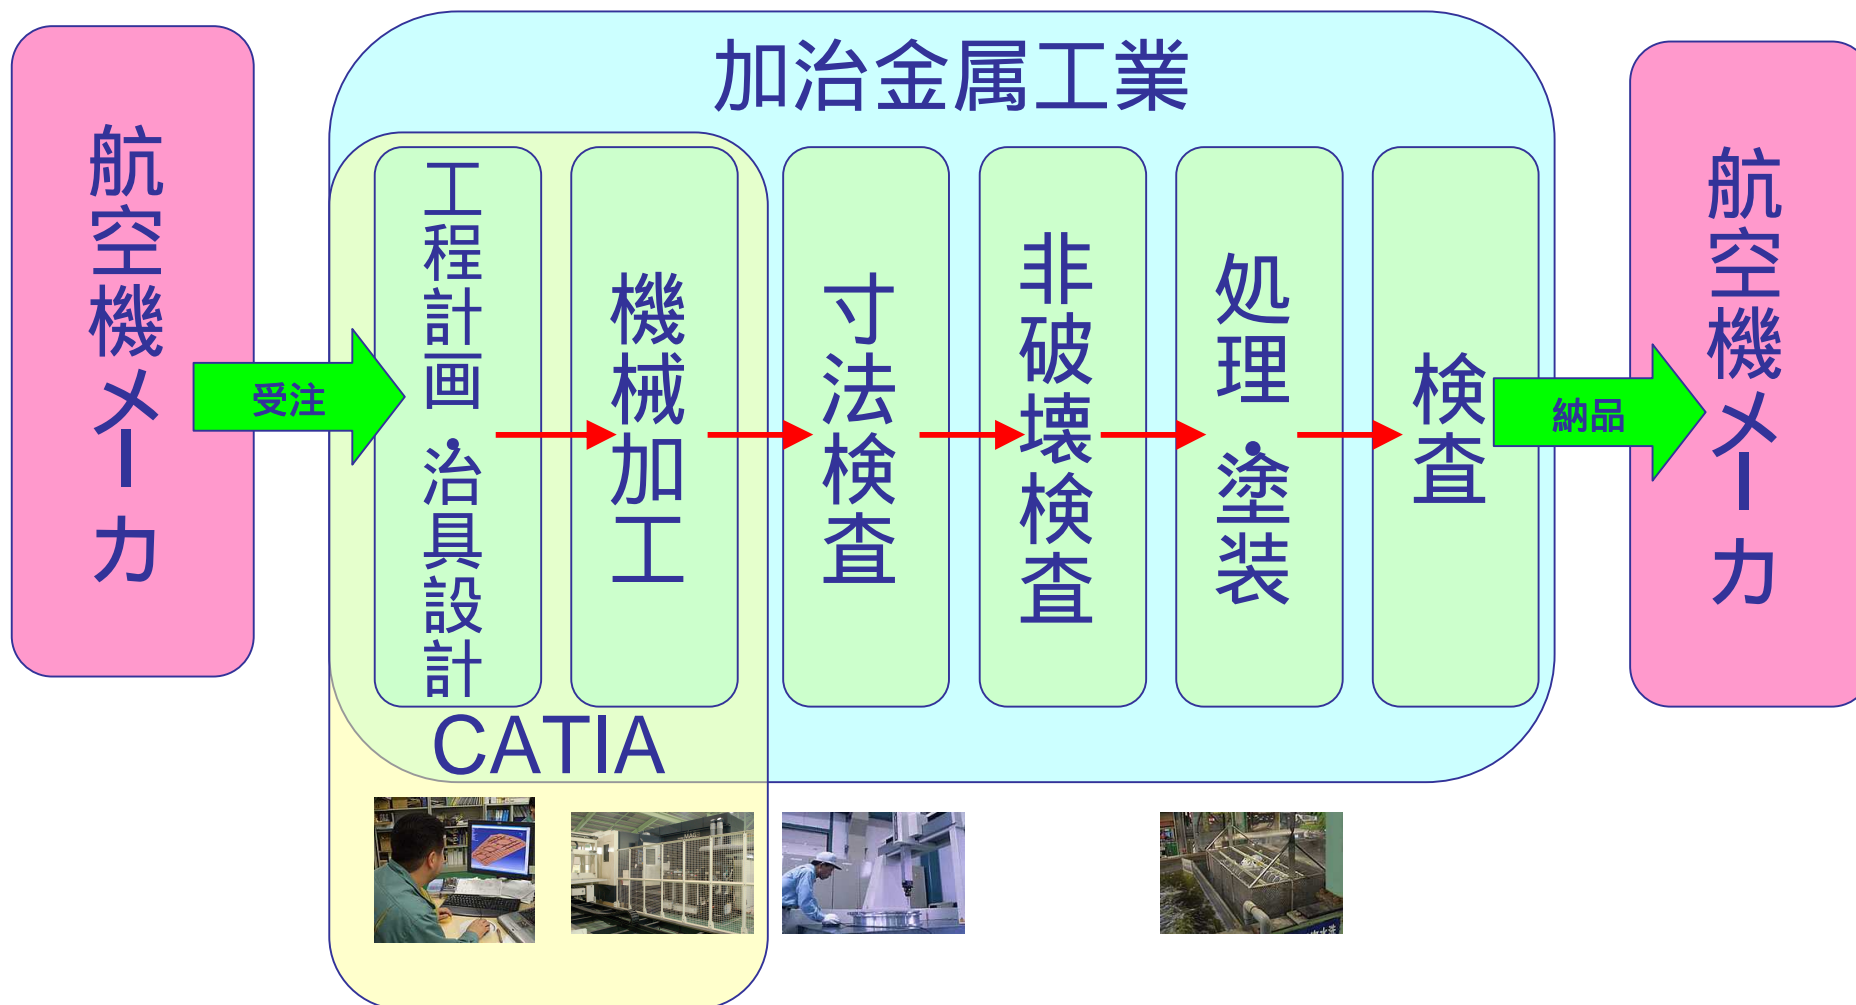 加治金属工業
航空機メーカ
受注
工程計画・治具設計
機械加工
寸法検査
非破壊検査
処理・塗装
検査
納品
航空機メーカ
CATIA